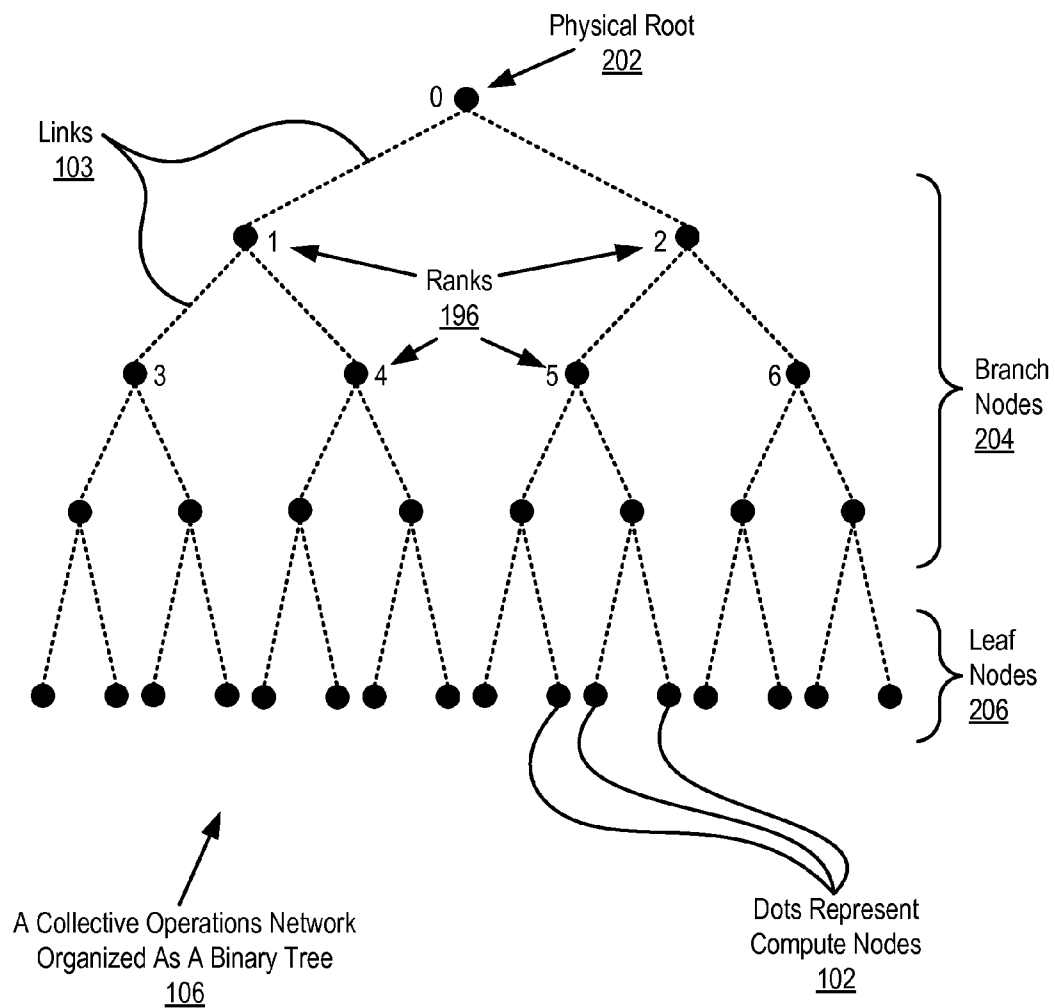 Physical Root
202
0
Links
103
1
2
Ranks
196
3
4
5
6
Branch
Nodes
204
Leaf
Nodes
206
A Collective Operations Network
Organized As A Binary Tree
106
Dots Represent
Compute Nodes
102